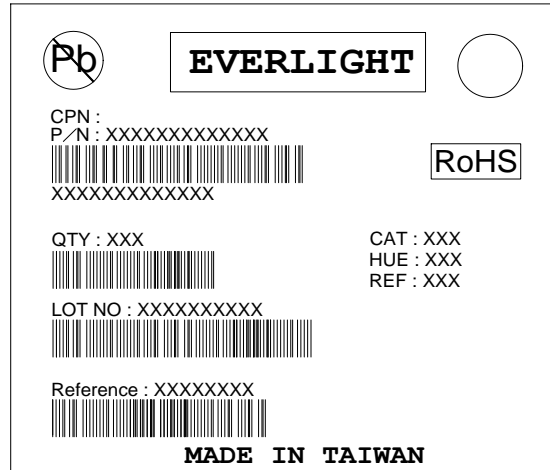 Pb
EVERLIGHT
CPN :
P/N : XXXXXXXXXXXXX
RoHS
XXXXXXXXXXXXX
QTY : XXX
CAT : XXX
HUE : XXX
REF : XXX
LOT NO : XXXXXXXXXX
Reference : XXXXXXXX
MADE IN TAIWAN